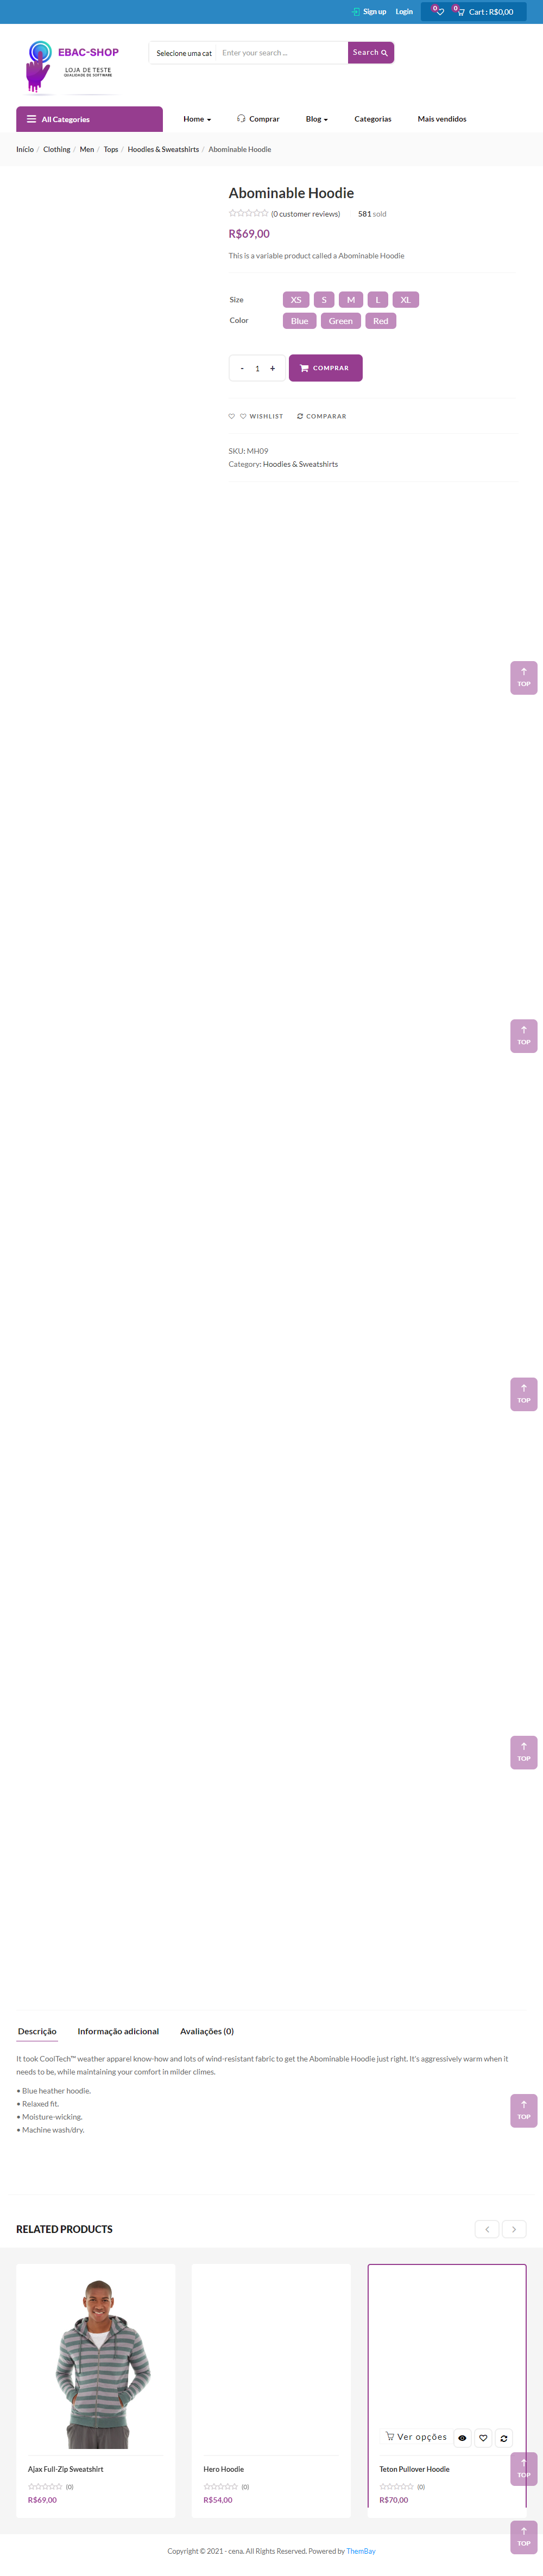 Sign up Login 0 0 Cart : R$0,00
EBAC-SHOP
LOJA DE TESTE
QUALIDADE DE SOFTWARE
Selecione uma cat Enter your search ... Search
All Categories Home Comprar Blog Categorias Mais vendidos
Início / Clothing / Men / Tops / Hoodies & Sweatshirts / Abominable Hoodie
Abominable Hoodie
(0 customer reviews) 581 sold
R$69,00
This is a variable product called a Abominable Hoodie
Size XS S M L XL
Color Blue Green Red
- 1 + COMPRAR
WISHLIST COMPARAR
SKU: MH09
Category: Hoodies & Sweatshirts
TOP
TOP
TOP
TOP
Descrição Informação adicional Avaliações (0)
It took CoolTech™ weather apparel know-how and lots of wind-resistant fabric to get the Abominable Hoodie just right. It's aggressively warm when it
needs to be, while maintaining your comfort in milder climes.
• Blue heather hoodie.
• Relaxed fit.
• Moisture-wicking.
• Machine wash/dry.
TOP
RELATED PRODUCTS
Ver opções
Ajax Full-Zip Sweatshirt Hero Hoodie Teton Pullover Hoodie
TOP
(0) (0) (0)
R$69,00 R$54,00 R$70,00
TOP
Copyright © 2021 - cena. All Rights Reserved. Powered by ThemBay